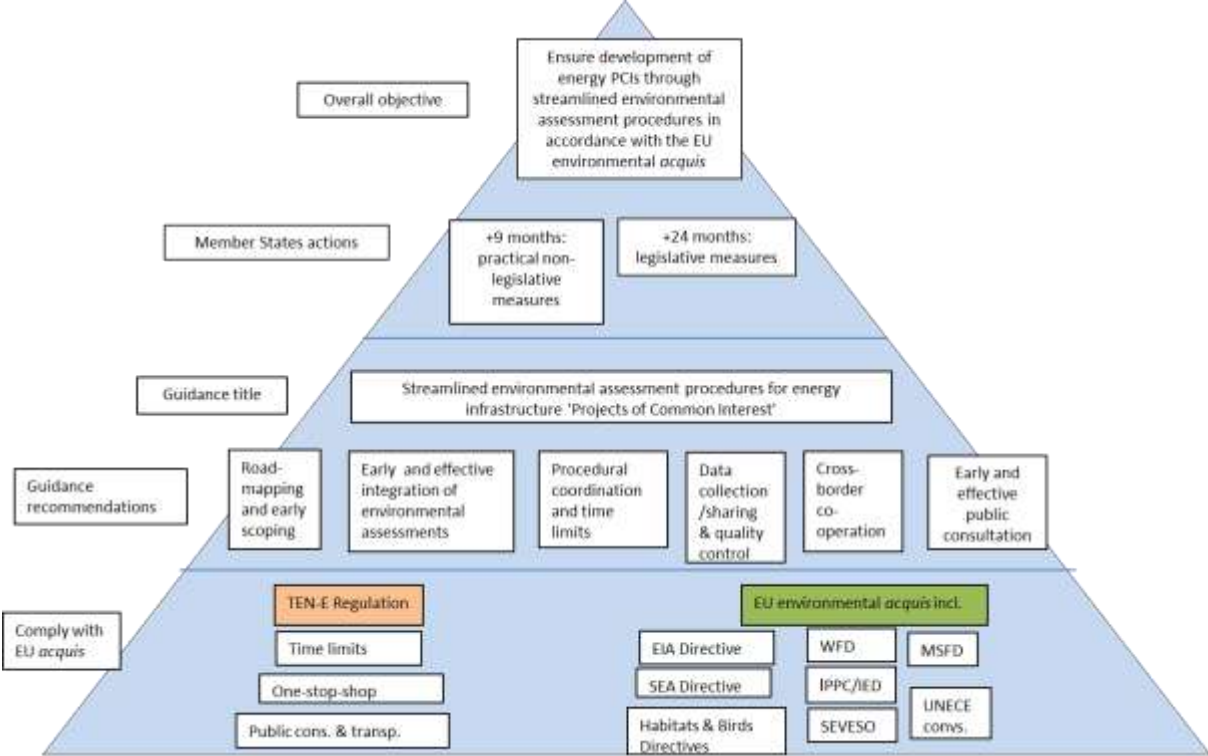 Ensure development of
energy PCIs through
streamlined environmental
assessment procedures in
accordance with the EU
environmental acquis
Overall objective
Member States actions
+9 months:
practical non-
legislative
measures
+24 months:
legislative measures
Guidance title
Streamlined environmental assessment procedures for energy
infrastructure 'Projects of Common Interest'
Guidance
recommendations
Road-
mapping
and early
scoping
Early and effective
integration of
environmental
assessments
Procedural
coordination
and time
limits
Data
collection
/sharing
& quality
control
Cross-
border
co-
operation
Early and
effective
public
consultation
Comply with
EU acquis
TEN-E Regulation
Time limits
One-stop-shop
Public cons. & transp.
EU environmental acquis incl.
EIA Directive
SEA Directive
Habitats & Birds
Directives
WFD
IPPC/IED
SEVESO
MSFD
UNECE
convs.